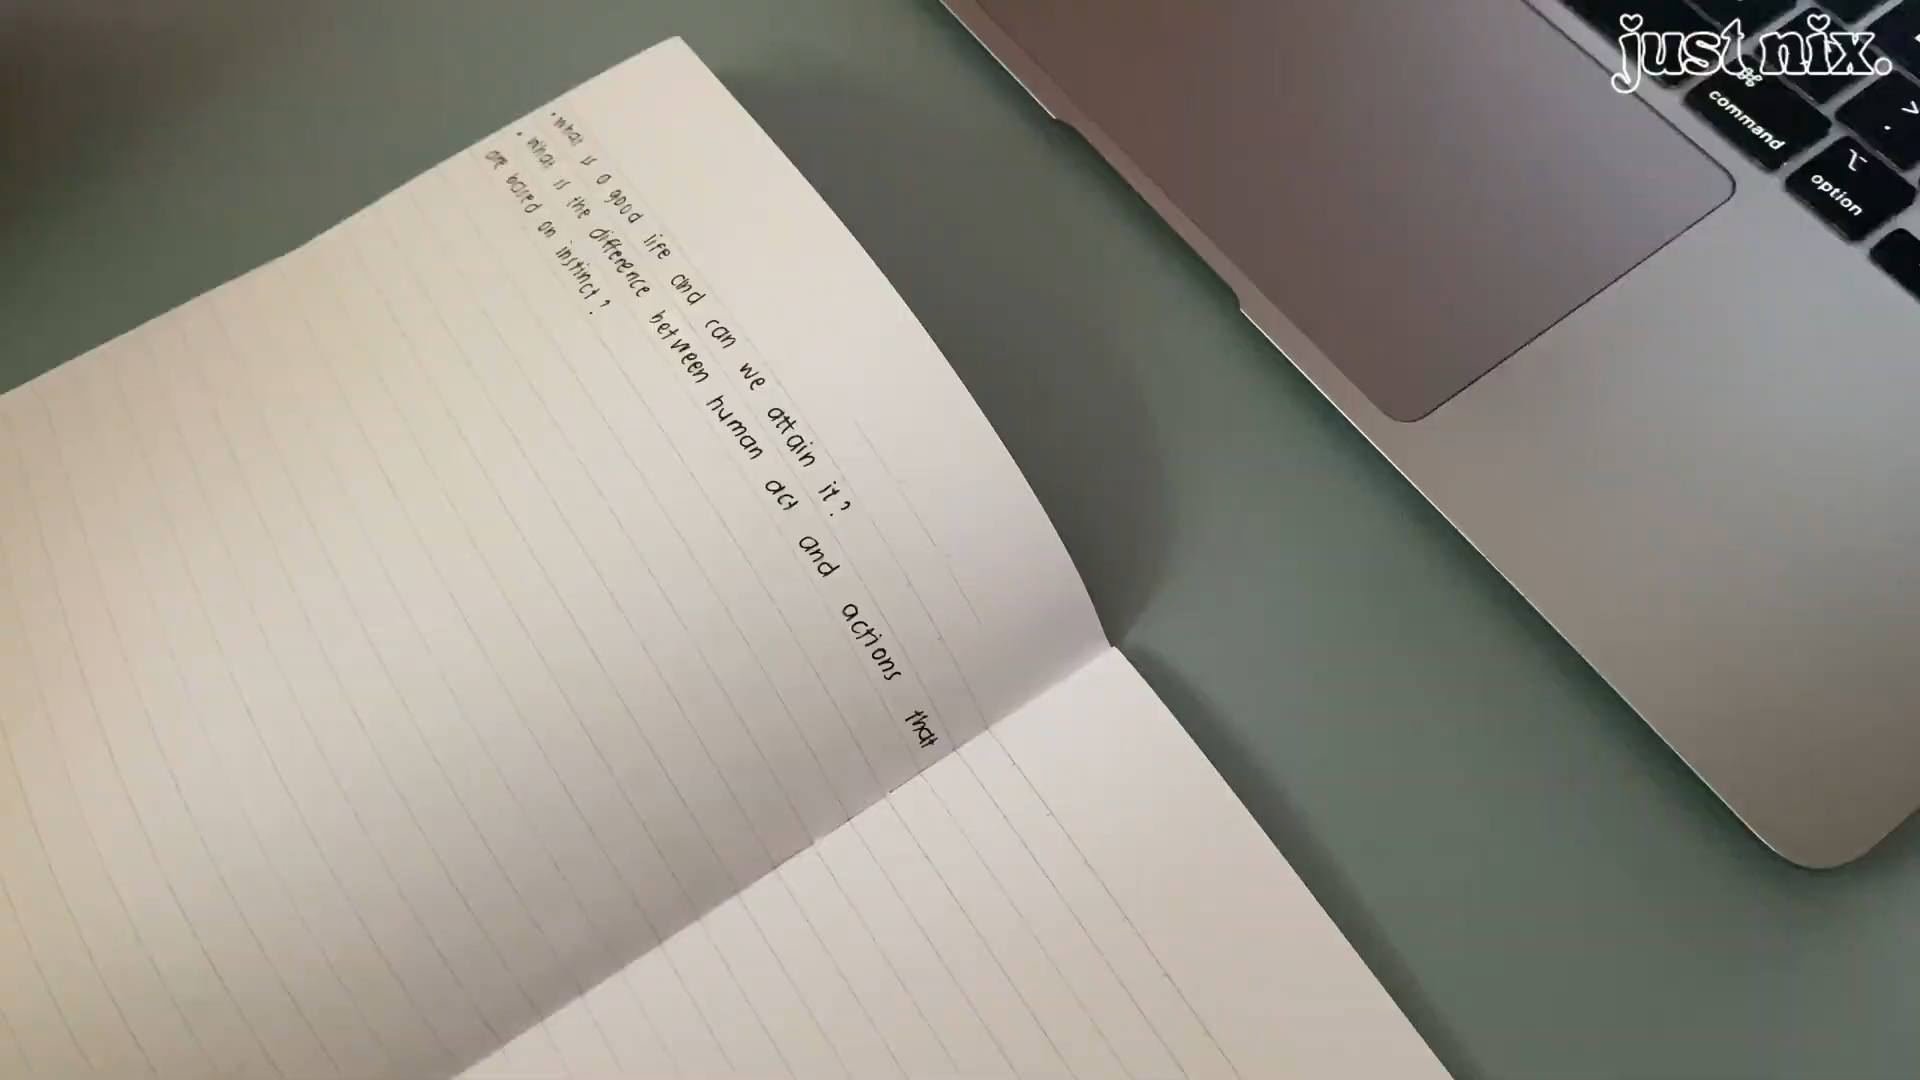 • What is a good life and can we attain it?
• What is the difference between human act and actions that
are based on instinct?
just nix.
⌘
command
⌥
option
>
.